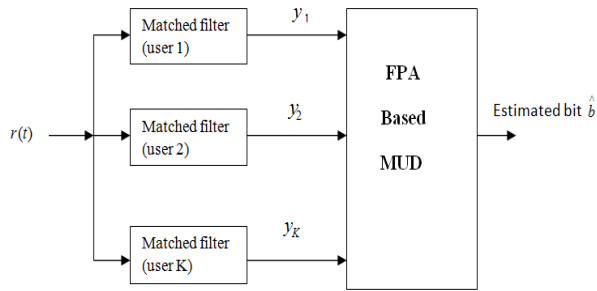 Matched filter
(user 1)
y1
FPA
Based
MUD
r(t)
Matched filter
(user 2)
y2
Estimated bit b̂
Matched filter
(user K)
yK